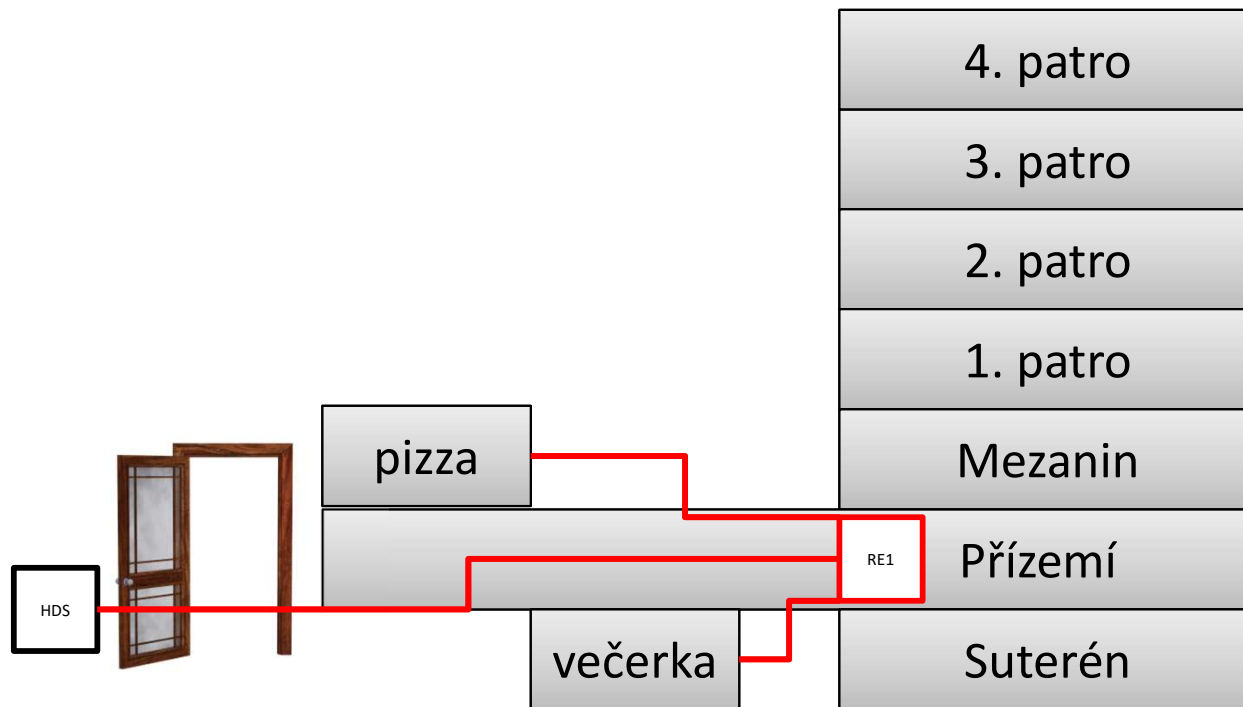 4. patro
3. patro
2. patro
1. patro
pizza
Mezanin
RE1
Přízemí
HDS
večerka
Suterén